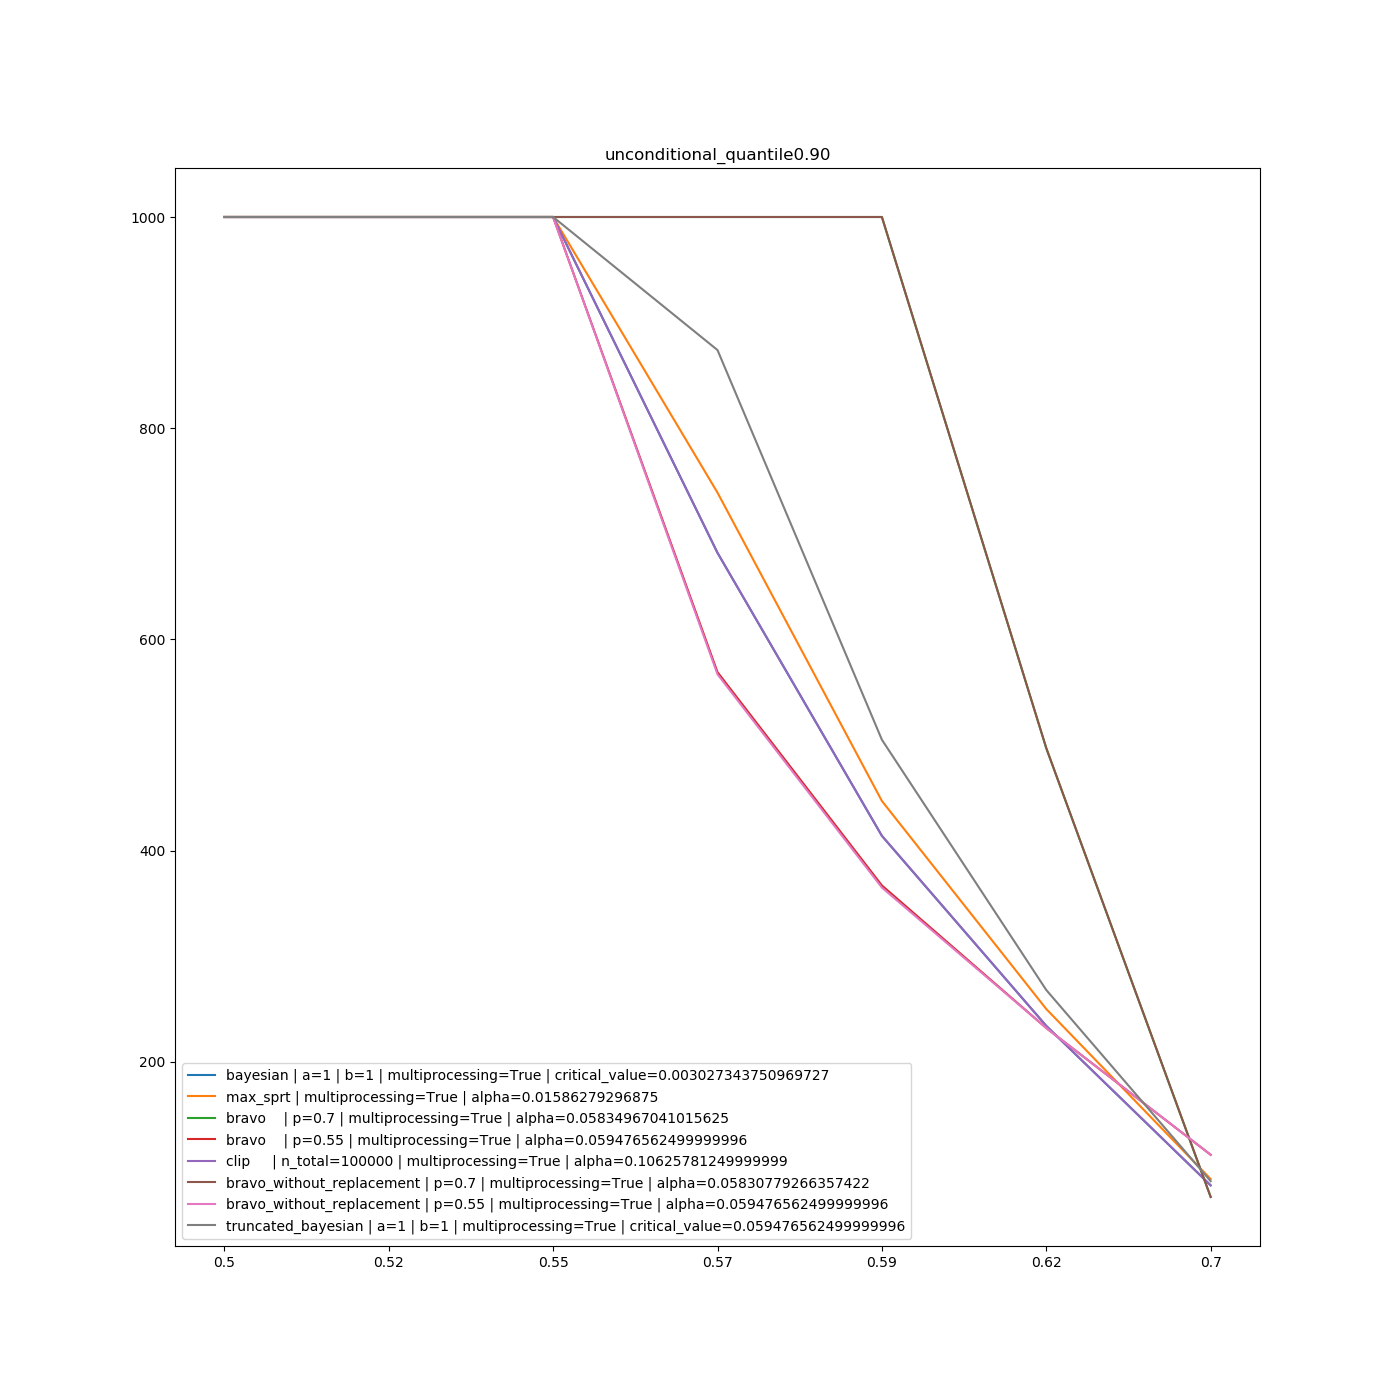 unconditional_quantile0.90
1000
800
600
400
200
bayesian | a=1 | b=1 | multiprocessing=True | critical_value=0.003027343750969727
max_sprt | multiprocessing=True | alpha=0.01586279296875
bravo | p=0.7 | multiprocessing=True | alpha=0.05834967041015625
bravo | p=0.55 | multiprocessing=True | alpha=0.059476562499999996
clip | n_total=100000 | multiprocessing=True | alpha=0.10625781249999999
bravo_without_replacement | p=0.7 | multiprocessing=True | alpha=0.05830779266357422
bravo_without_replacement | p=0.55 | multiprocessing=True | alpha=0.059476562499999996
truncated_bayesian | a=1 | b=1 | multiprocessing=True | critical_value=0.059476562499999996
0.5 0.52 0.55 0.57 0.59 0.62 0.7